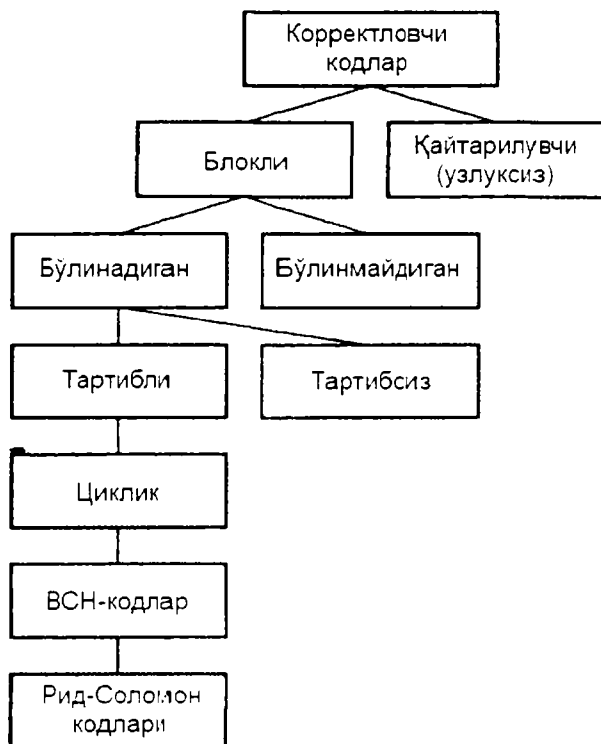 Корректловчи
кодлар
Блокли
Қайтарилувчи
(узлуксиз)
Бўлинадиган
Бўлинмайдиган
Тартибли
Тартибсиз
Циклик
ВСН-кодлар
Рид-Соломон
кодлари